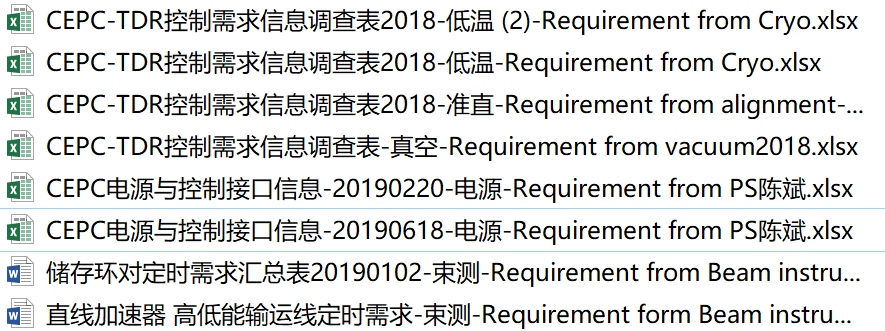 CEPC-TDR控制需求信息调查表2018-低温 (2)-Requirement from Cryo.xlsx
CEPC-TDR控制需求信息调查表2018-低温-Requirement from Cryo.xlsx
CEPC-TDR控制需求信息调查表2018-准直-Requirement from alignment-...
CEPC-TDR控制需求信息调查表-真空-Requirement from vacuum2018.xlsx
CEPC电源与控制接口信息-20190220-电源-Requirement from PS陈斌.xlsx
CEPC电源与控制接口信息-20190618-电源-Requirement from PS陈斌.xlsx
储存环对定时需求汇总表20190102-束测-Requirement from Beam instru...
直线加速器 高低能输运线定时需求-束测-Requirement form Beam instru...